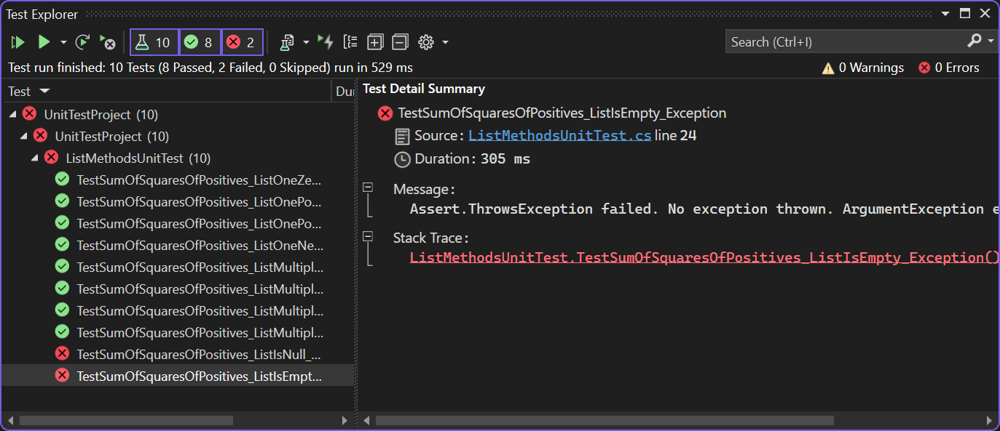 Test Explorer
10 8 2
Search (Ctrl+I)
Test run finished: 10 Tests (8 Passed, 2 Failed, 0 Skipped) run in 529 ms
0 Warnings 0 Errors
Test
UnitTestProject (10)
UnitTestProject (10)
ListMethodsUnitTest (10)
TestSumOfSquaresOfPositives_ListOneZe...
TestSumOfSquaresOfPositives_ListOnePo...
TestSumOfSquaresOfPositives_ListOnePo...
TestSumOfSquaresOfPositives_ListOneNe...
TestSumOfSquaresOfPositives_ListMultipl...
TestSumOfSquaresOfPositives_ListMultipl...
TestSumOfSquaresOfPositives_ListMultipl...
TestSumOfSquaresOfPositives_ListMultipl...
TestSumOfSquaresOfPositives_ListIsNull_...
TestSumOfSquaresOfPositives_ListIsEmpt...
Test Detail Summary
TestSumOfSquaresOfPositives_ListIsEmpty_Exception
Source: ListMethodsUnitTest.cs line 24
Duration: 305 ms
Message:
Assert.ThrowsException failed. No exception thrown. ArgumentException
Stack Trace:
ListMethodsUnitTest.TestSumOfSquaresOfPositives_ListIsEmpty_Exception()